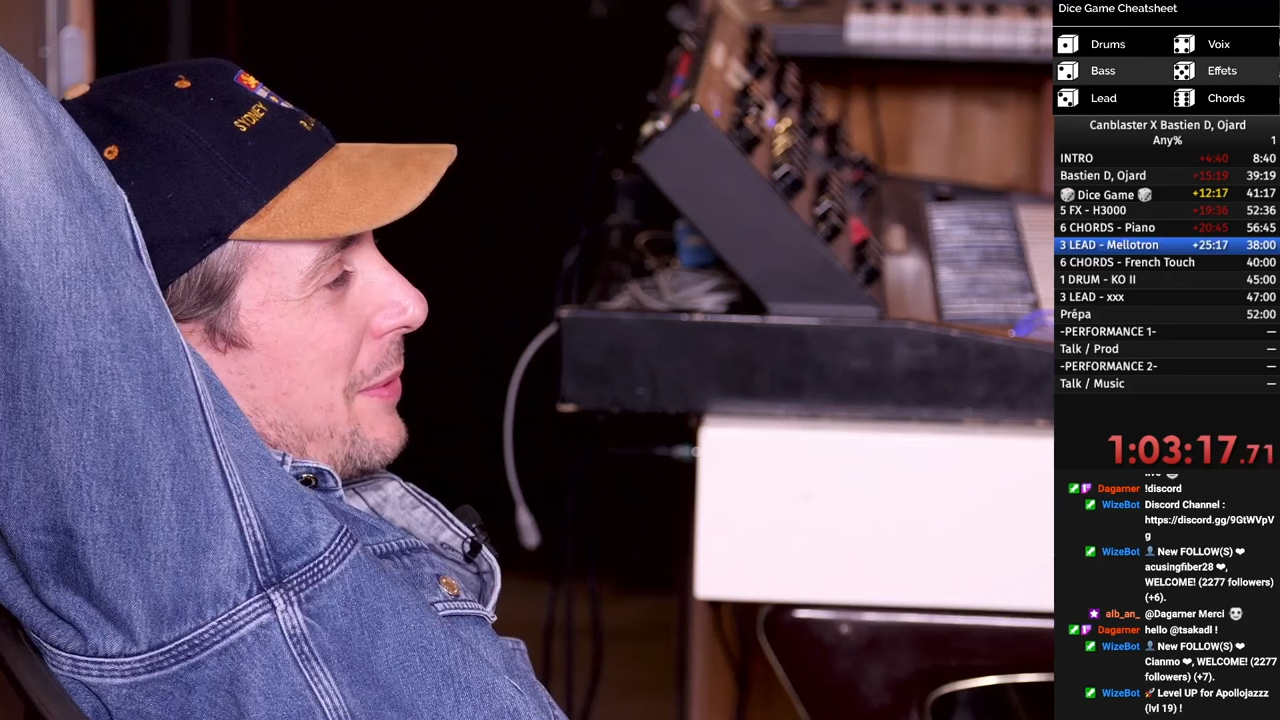 Dice Game Cheatsheet
Drums Voix
Bass Effets
Lead Chords
Canblaster X Bastien D, Ojard
Any% 1
INTRO +4:40 8:40
Bastien D, Ojard +15:19 39:19
🎲 Dice Game 🎲 +12:17 41:17
5 FX - H3000 +19:36 52:36
6 CHORDS - Piano +20:45 56:45
3 LEAD - Mellotron +25:17 38:00
6 CHORDS - French Touch 40:00
1 DRUM - KO II 45:00
3 LEAD - xxx 47:00
Prépa 52:00
-PERFORMANCE 1- —
Talk / Prod —
-PERFORMANCE 2- —
Talk / Music —
1:03:17.71
Dagarner !discord
WizeBot Discord Channel :
https://discord.gg/9GtWVpV
g
WizeBot 👤 New FOLLOW(S) ❤
acusingfiber28 ❤,
WELCOME! (2277 followers)
(+6).
alb_an_ @Dagarner Merci
Dagarner hello @tsakadl !
WizeBot 👤 New FOLLOW(S) ❤
Cianmo ❤, WELCOME! (2277
followers) (+7).
WizeBot 🚀 Level UP for Apollojazzz
(lvl 19) !
SYDNEY